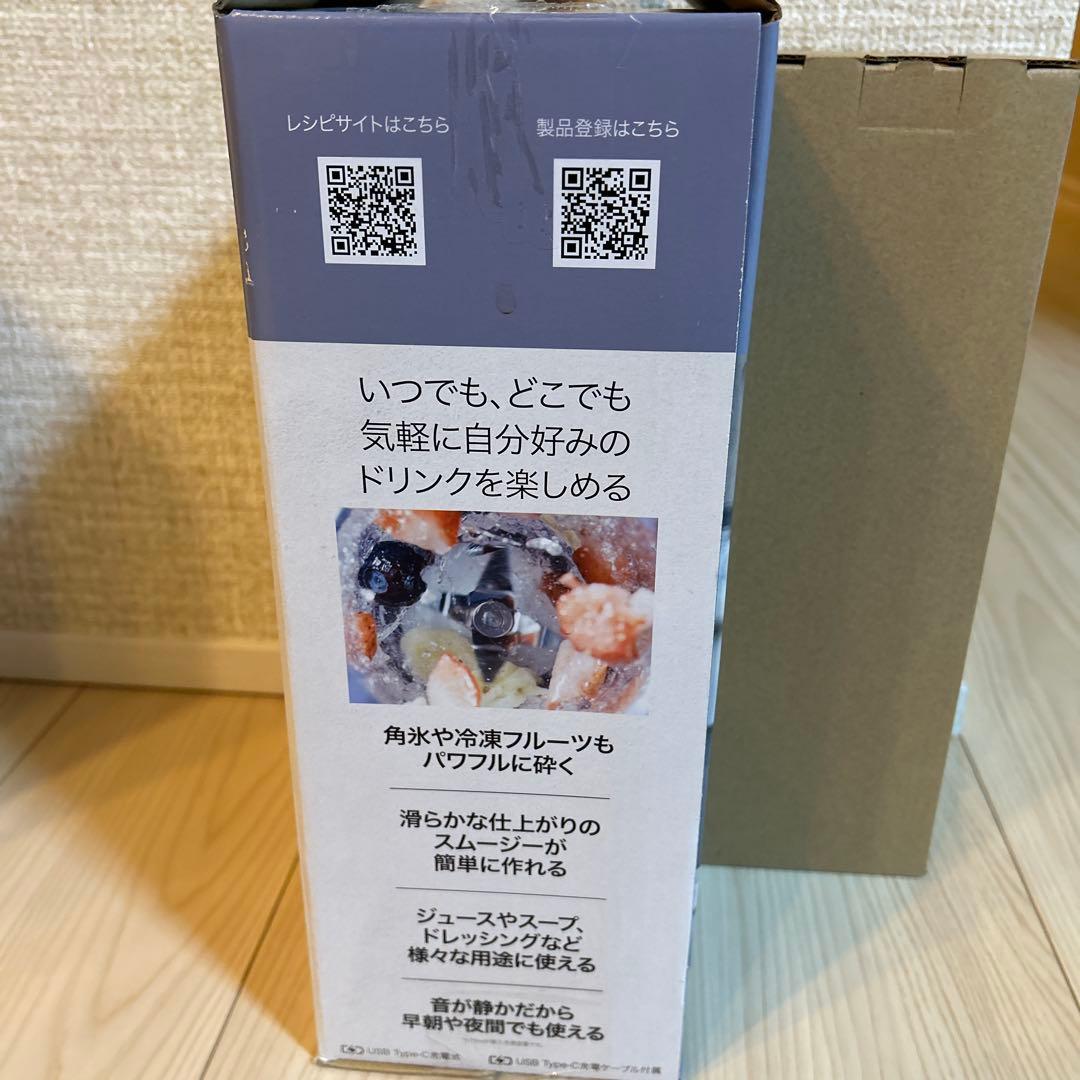 レシピサイトはこちら
製品登録はこちら
いつでも、どこでも
気軽に自分好みの
ドリンクを楽しめる
角氷や冷凍フルーツも
パワフルに砕く
滑らかな仕上がりの
スムージーが
簡単に作れる
ジュースやスープ、
ドレッシングなど
様々な用途に使える
音が静かだから
早朝や夜間でも使える
USB Type-C充電式
USB Type-C充電ケーブル付属